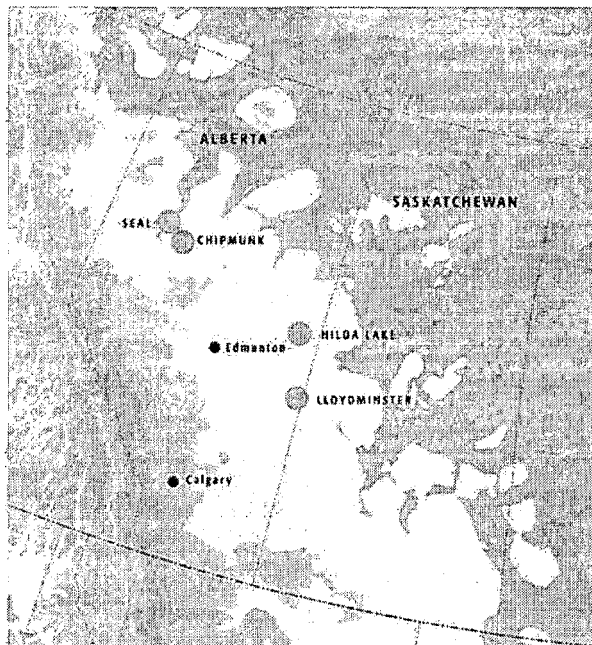 ALBERTA
SASKATCHEWAN
SEAL
CHIPMUNK
HILDA LAKE
Edmonton
LLOYDMINSTER
Calgary